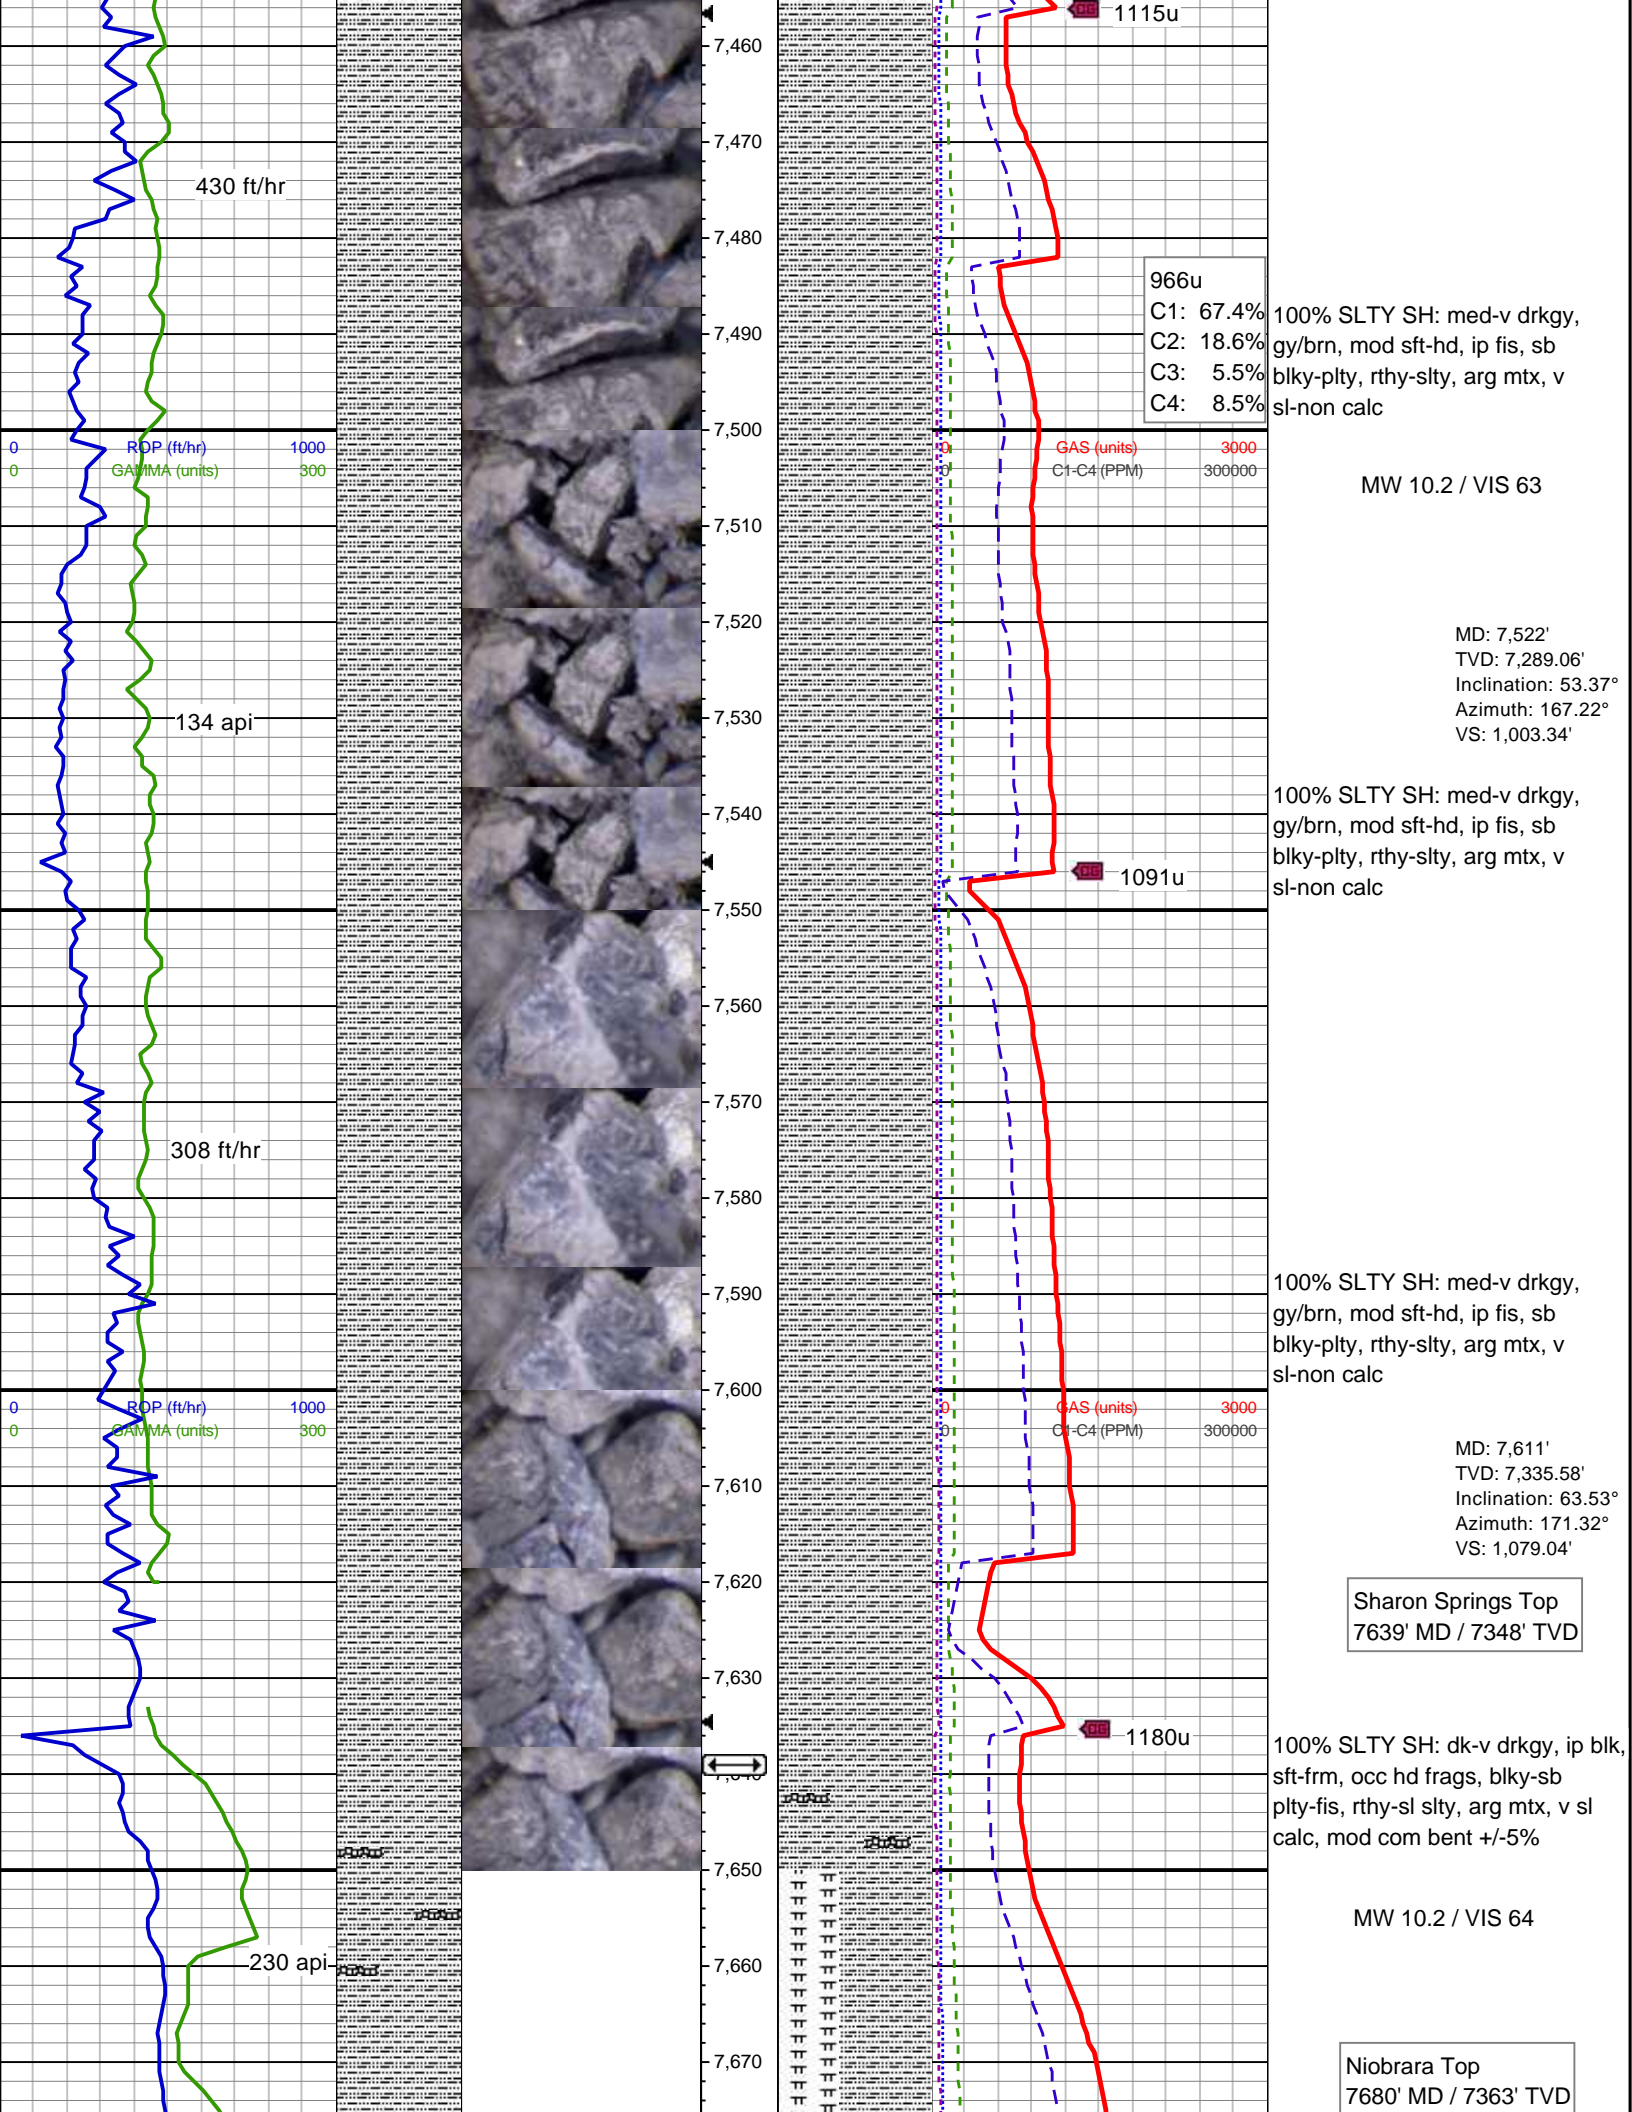 1115u
7,460
7,470
430 ft/hr
7,480
966u
C1: 67.4%
C2: 18.6%
C3: 5.5%
C4: 8.5%
100% SLTY SH: med-v drkgy,
gy/brn, mod sft-hd, ip fis, sb
blky-plty, rthy-slty, arg mtx, v
sl-non calc
7,490
7,500
0 ROP (ft/hr) 1000
0 GAMMA (units) 300
0 GAS (units) 3000
0 C1-C4 (PPM) 300000
MW 10.2 / VIS 63
7,510
7,520
MD: 7,522'
TVD: 7,289.06'
Inclination: 53.37°
Azimuth: 167.22°
VS: 1,003.34'
134 api
7,530
100% SLTY SH: med-v drkgy,
gy/brn, mod sft-hd, ip fis, sb
blky-plty, rthy-slty, arg mtx, v
sl-non calc
7,540
CG 1091u
7,550
7,560
7,570
308 ft/hr
7,580
7,590
100% SLTY SH: med-v drkgy,
gy/brn, mod sft-hd, ip fis, sb
blky-plty, rthy-slty, arg mtx, v
sl-non calc
7,600
0 ROP (ft/hr) 1000
0 GAMMA (units) 300
0 GAS (units) 3000
0 C1-C4 (PPM) 300000
MD: 7,611'
TVD: 7,335.58'
Inclination: 63.53°
Azimuth: 171.32°
VS: 1,079.04'
7,610
7,620
Sharon Springs Top
7639' MD / 7348' TVD
7,630
CG 1180u
100% SLTY SH: dk-v drkgy, ip blk,
sft-frm, occ hd frags, blky-sb
plty-fis, rthy-sl slty, arg mtx, v sl
calc, mod com bent +/-5%
7,650
MW 10.2 / VIS 64
230 api
7,660
7,670
Niobrara Top
7680' MD / 7363' TVD